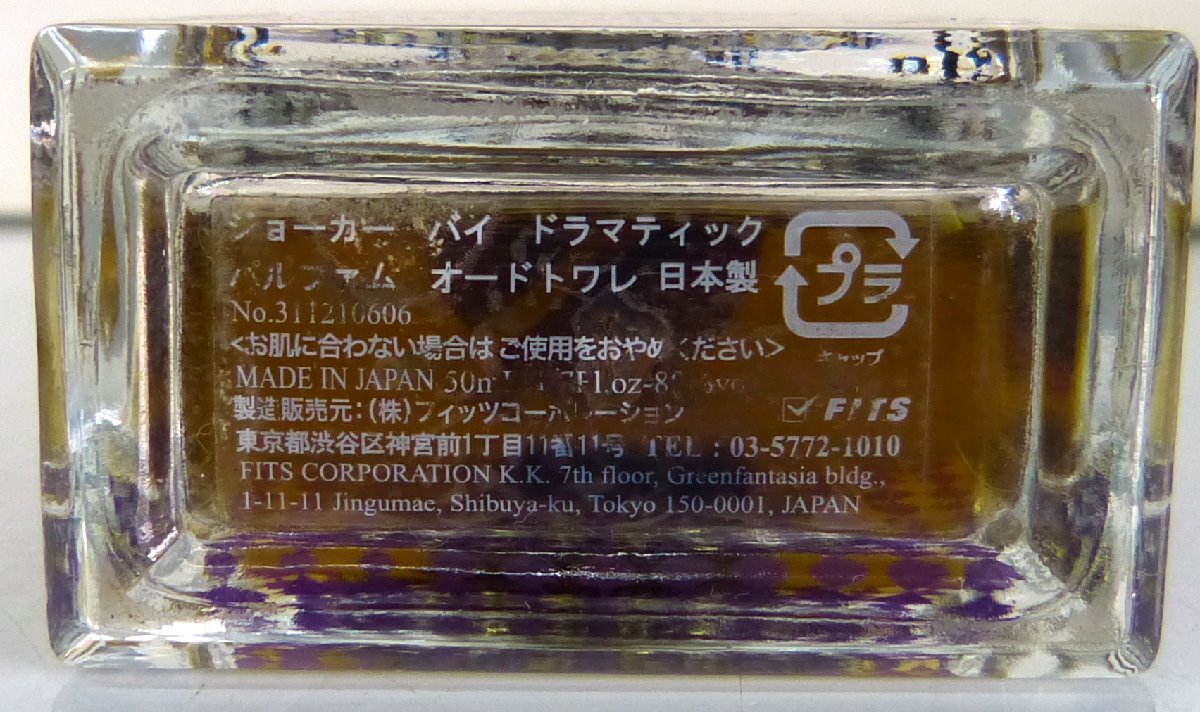 ジョーカー バイ ドラマティック
パルファム オードトワレ 日本製
プラ
キャップ
No.311210606
<お肌に合わない場合は ご使用をおやめください>
MADE IN JAPAN
製造販売元：(株)フィッツコーポレーション
FITS
東京都渋谷区神宮前1丁目11番11号 TEL : 03-5772-1010
FITS CORPORATION K.K. 7th floor, Greenfantasia bldg.,
1-11-11 Jingumae, Shibuya-ku, Tokyo 150-0001, JAPAN